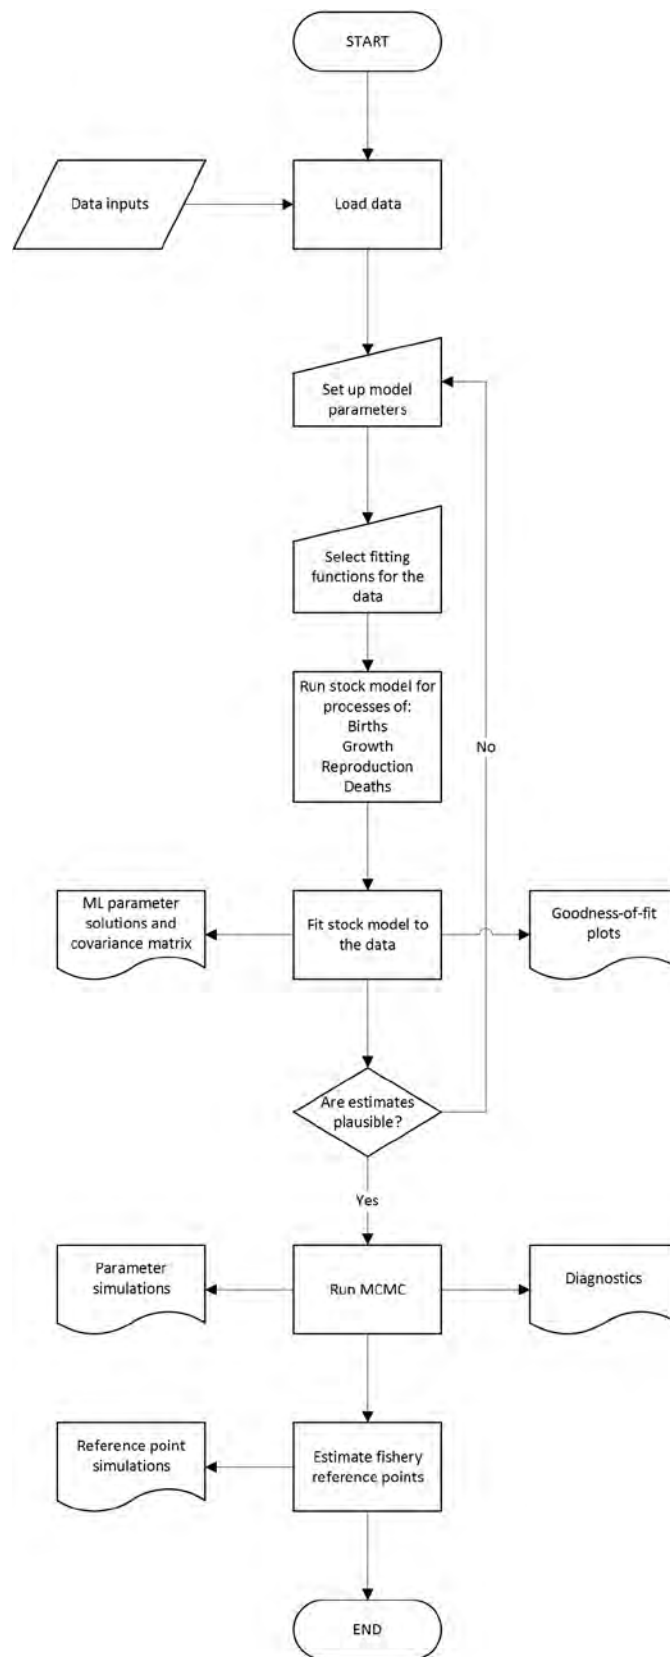 START
Data inputs
Load data
Set up model
parameters
Select fitting
functions for the
data
Run stock model for
processes of:
Births
Growth
Reproduction
Deaths
No
ML parameter
solutions and
covariance matrix
Fit stock model to
the data
Goodness-of-fit
plots
Are estimates
plausible?
Yes
Parameter
simulations
Run MCMC
Diagnostics
Reference point
simulations
Estimate fishery
reference points
END